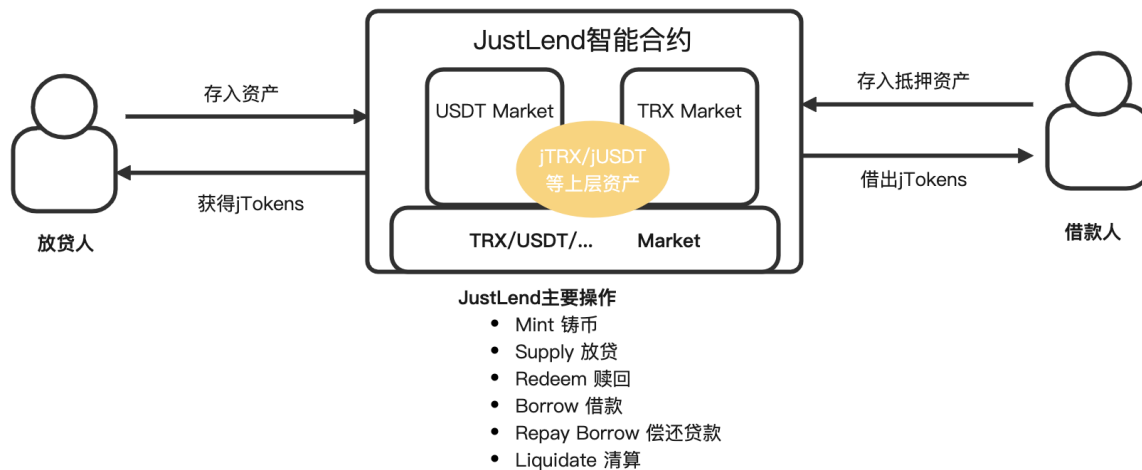 JustLend智能合约
存入资产
获得jTokens
放贷人
USDT Market
TRX Market
jTRX/jUSDT
等上层资产
TRX/USDT/... Market
存入抵押资产
借出jTokens
借款人
JustLend主要操作
• Mint 铸币
• Supply 放贷
• Redeem 赎回
• Borrow 借款
• Repay Borrow 偿还贷款
• Liquidate 清算